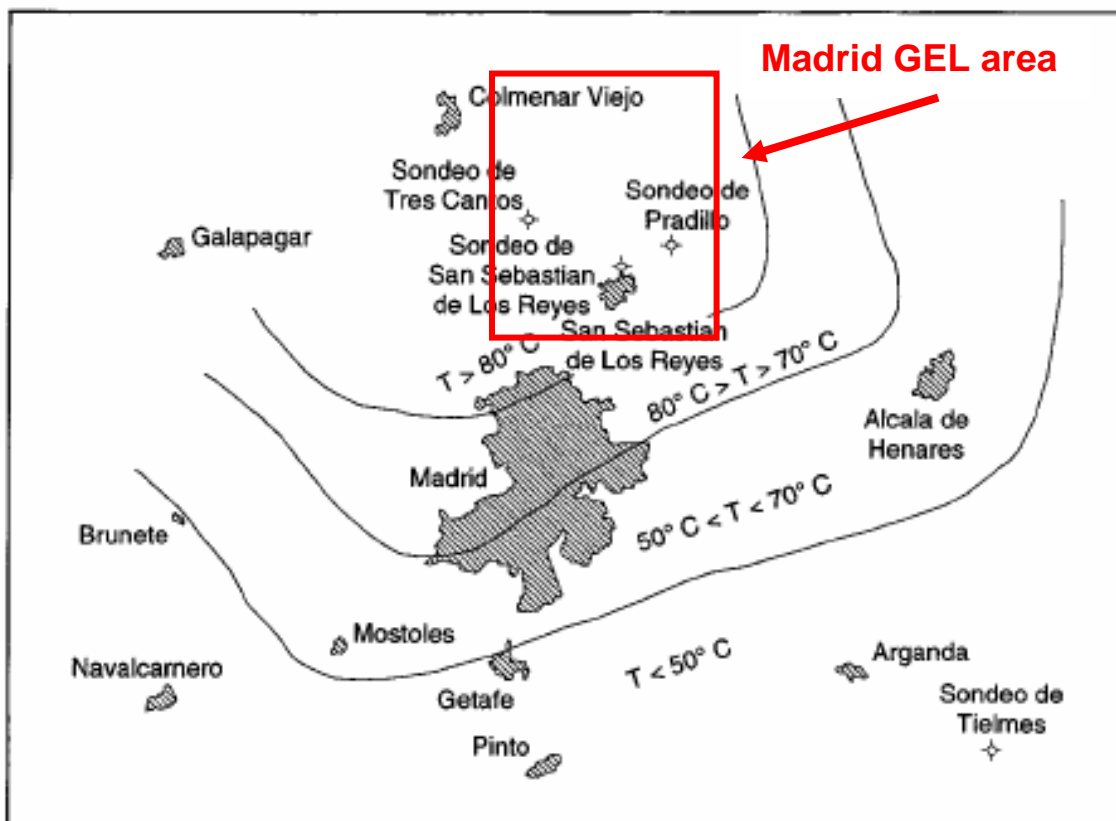 Madrid GEL area
Colmenar Viejo
Sondeo de
Tres Cantos
Sondeo de
Pradillo
Galapagar
Sondeo de
San Sebastian
de Los Reyes
San Sebastian
de Los Reyes
T > 80° C
80° C > T > 70° C
Alcala de
Henares
Madrid
50° C < T < 70° C
Brunete
Mostoles
Navalcarnero
Getafe
T < 50° C
Arganda
Sondeo de
Tielmes
Pinto